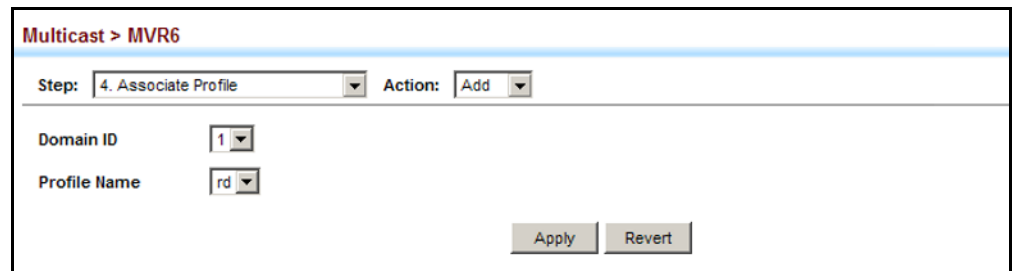 Multicast > MVR6
Step: 4. Associate Profile Action: Add
Domain ID 1
Profile Name rd
Apply Revert